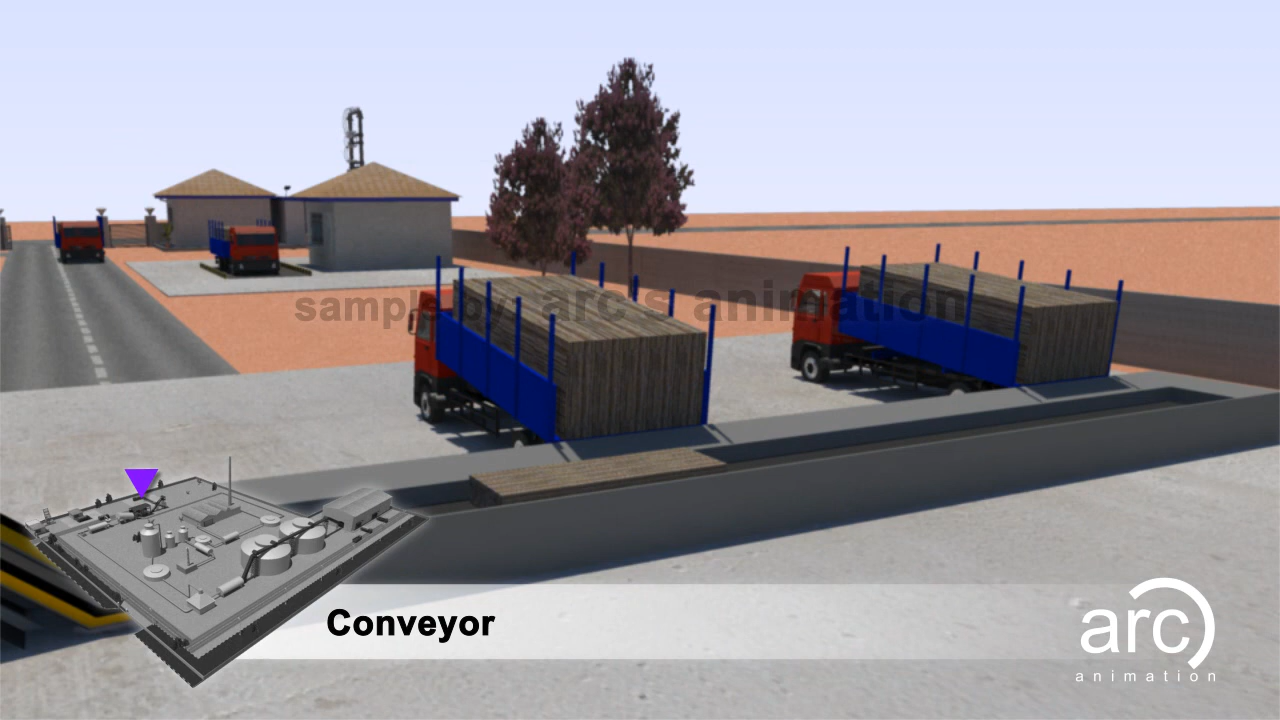 sample by arc's animation
Conveyor
arc
animation